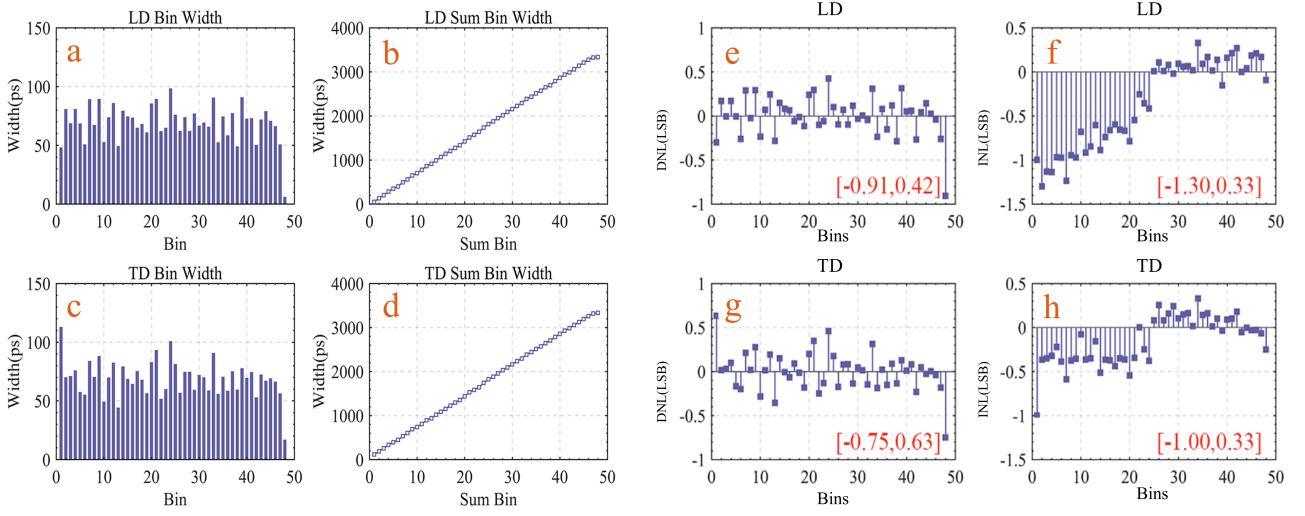 LD Bin Width
150
100
50
0
Width(ps)
a
0 10 20 30 40 50
Bin
LD Sum Bin Width
4000
3000
2000
1000
0
Width(ps)
b
0 10 20 30 40 50
Sum Bin
LD
1
0.5
0
-0.5
-1
DNL(LSB)
e
[-0.91,0.42]
0 10 20 30 40 50
Bins
LD
0.5
0
-0.5
-1
-1.5
INL(LSB)
f
[-1.30,0.33]
0 10 20 30 40 50
Bins
TD Bin Width
150
100
50
0
Width(ps)
c
0 10 20 30 40 50
Bin
TD Sum Bin Width
4000
3000
2000
1000
0
Width(ps)
d
0 10 20 30 40 50
Sum Bin
TD
1
0.5
0
-0.5
-1
DNL(LSB)
g
[-0.75,0.63]
0 10 20 30 40 50
Bins
TD
0.5
0
-0.5
-1
-1.5
INL(LSB)
h
[-1.00,0.33]
0 10 20 30 40 50
Bins